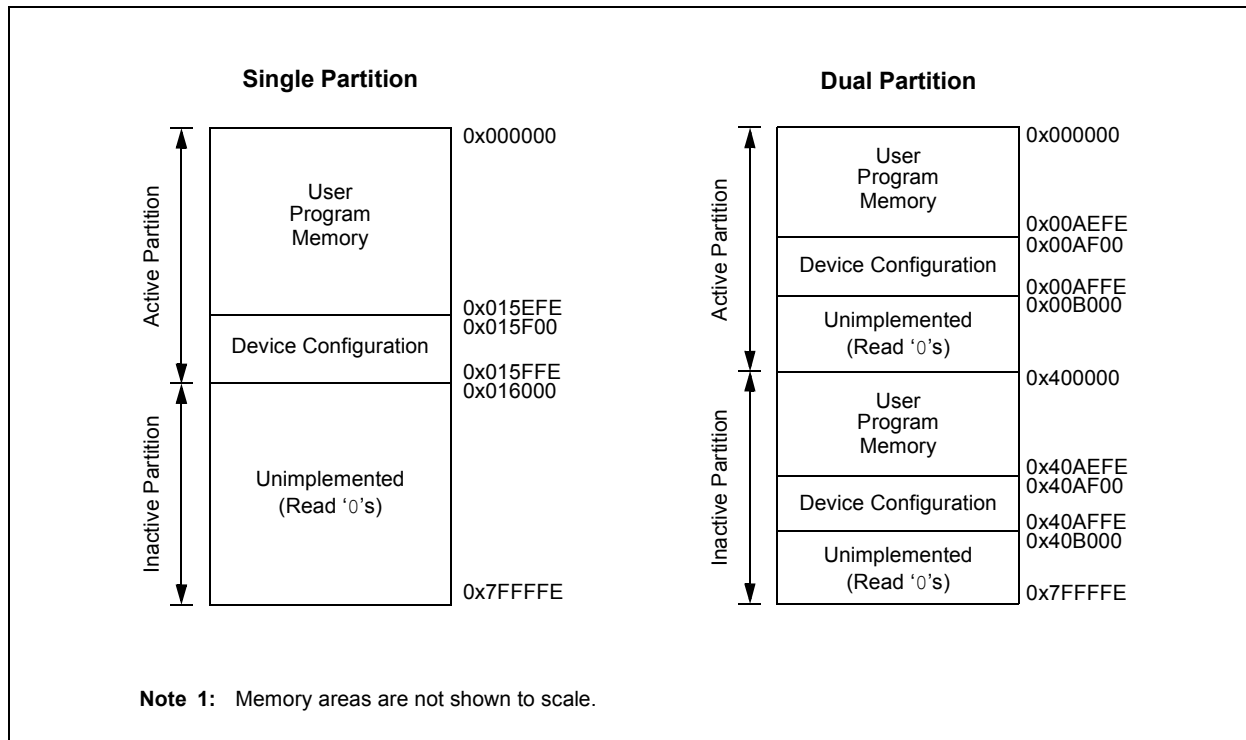 Single Partition
Active Partition
Inactive Partition
User
Program
Memory
Device Configuration
Unimplemented
(Read ‘0’s)
0x000000
0x015EFE
0x015F00
0x015FFE
0x016000
0x7FFFFE
Dual Partition
Active Partition
Inactive Partition
User
Program
Memory
Device Configuration
Unimplemented
(Read ‘0’s)
User
Program
Memory
Device Configuration
Unimplemented
(Read ‘0’s)
0x000000
0x00AEFE
0x00AF00
0x00AFFE
0x00B000
0x400000
0x40AEFE
0x40AF00
0x40AFFE
0x40B000
0x7FFFFE
Note 1: Memory areas are not shown to scale.